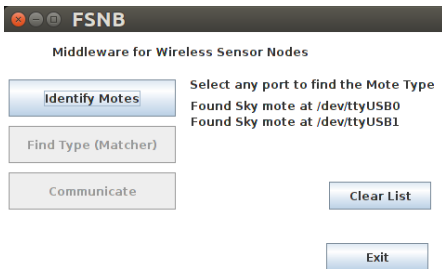 FSNB
Middleware for Wireless Sensor Nodes
Identify Motes
Select any port to find the Mote Type
Found Sky mote at /dev/ttyUSB0
Found Sky mote at /dev/ttyUSB1
Find Type (Matcher)
Communicate
Clear List
Exit